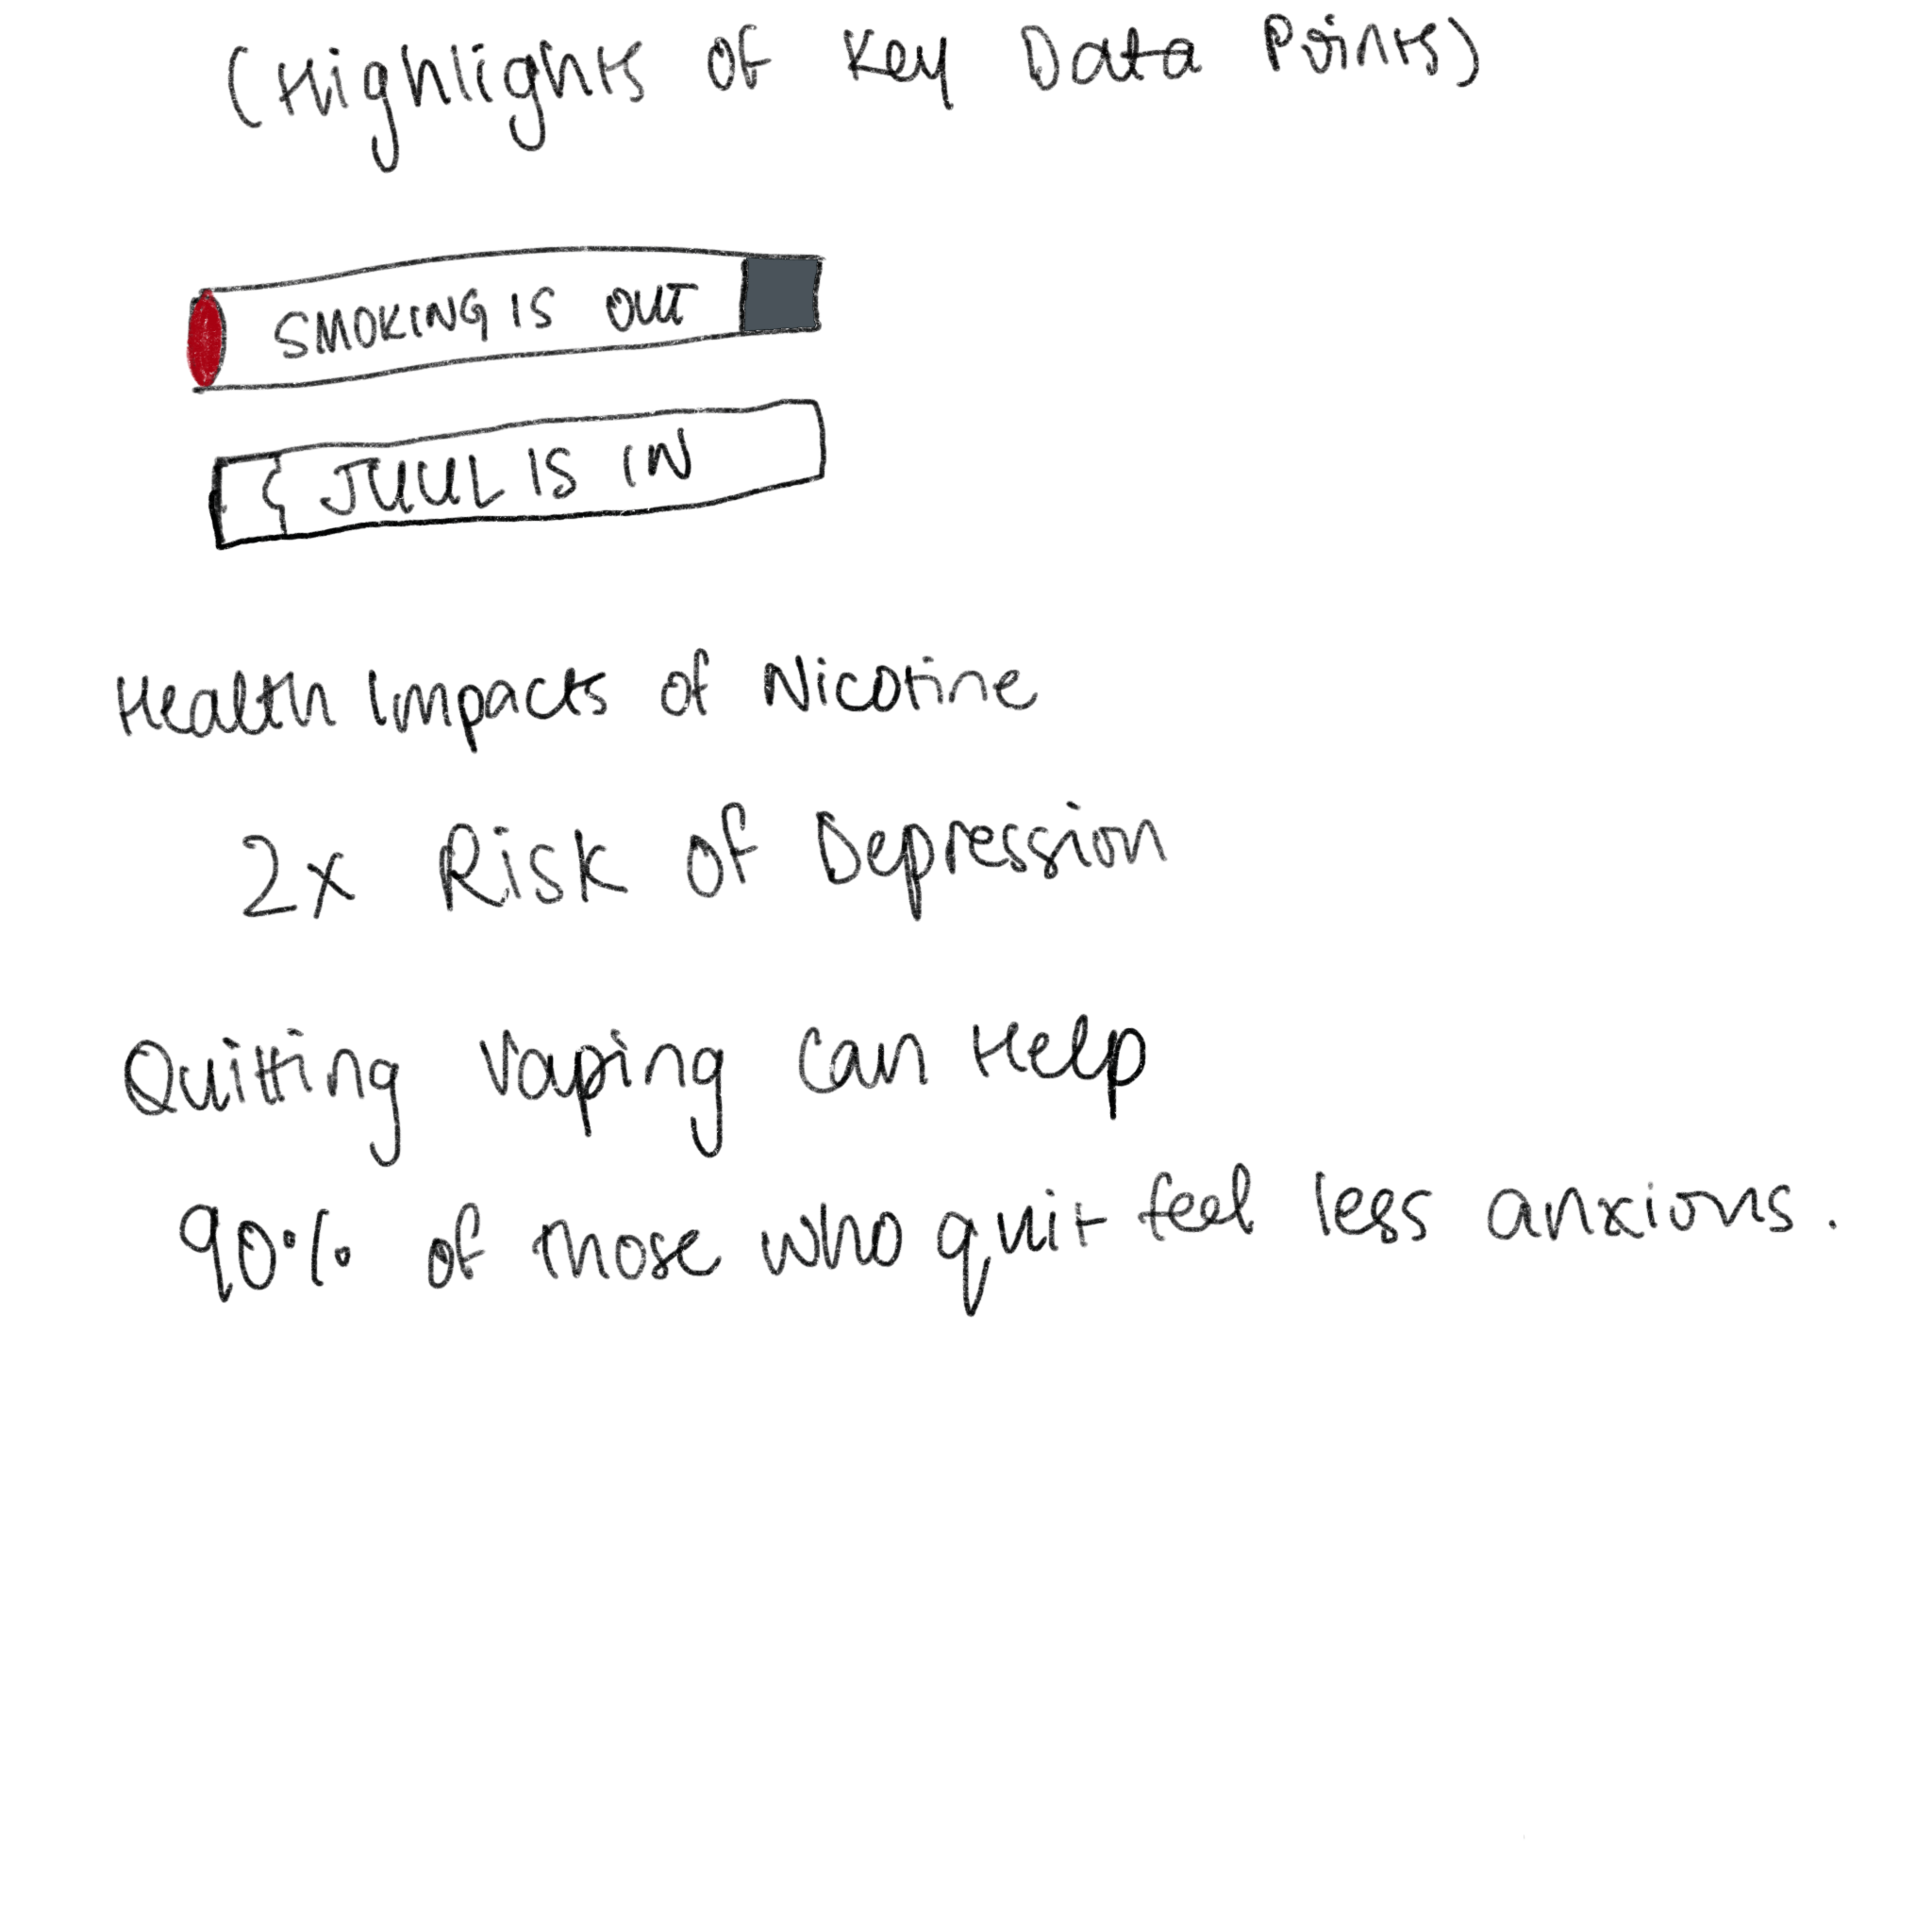 (Highlights of Key Data Points)
SMOKING IS OUT
JUUL IS IN
Health Impacts of Nicotine
2x Risk of Depression
Quitting Vaping Can Help
90% of those who quit feel less anxious.